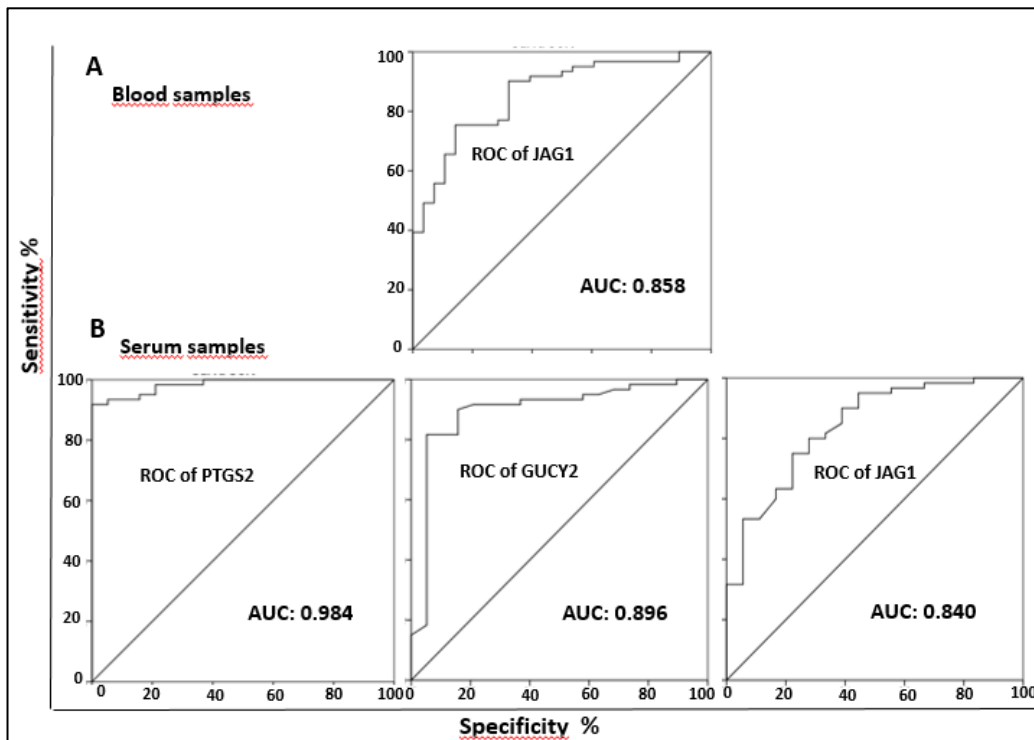 A
Blood samples
100
80
60
40
20
0
ROC of JAG1
AUC: 0.858
Sensitivity %
B
Serum samples
100
80
60
40
20
0
ROC of PTGS2
AUC: 0.984
0 20 40 60 80 100
ROC of GUCY2
AUC: 0.896
0 20 40 60 80 100
ROC of JAG1
AUC: 0.840
0 20 40 60 80 100
Specificity %